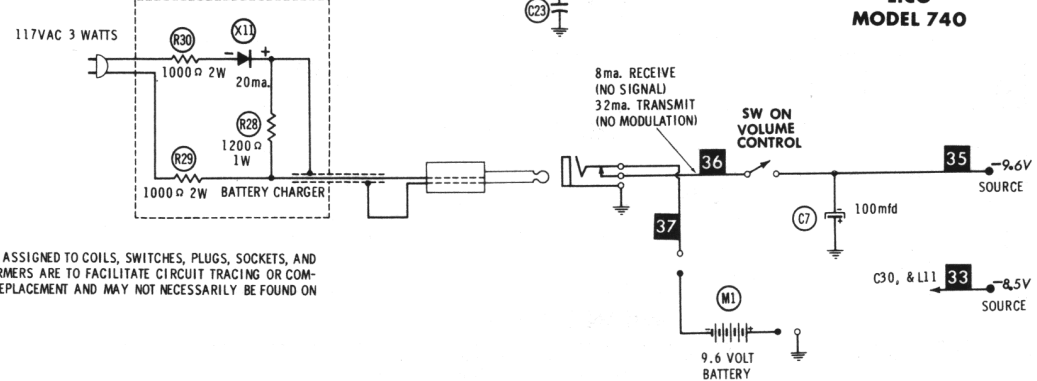 C23
MODEL 740
117VAC 3 WATTS
R30
X11
- +
1000Ω 2W
20ma.
R28
1200Ω
1W
R29
1000Ω 2W
BATTERY CHARGER
8ma. RECEIVE
(NO SIGNAL)
32ma. TRANSMIT
(NO MODULATION)
SW ON
VOLUME
CONTROL
36
35
-9.6V
SOURCE
C7
-
+
100mfd
37
C30, & L11
33
-8.5V
SOURCE
M1
- +
9.6 VOLT
BATTERY
ASSIGNED TO COILS, SWITCHES, PLUGS, SOCKETS, AND
RMERS ARE TO FACILITATE CIRCUIT TRACING OR COM-
EPLACEMENT AND MAY NOT NECESSARILY BE FOUND ON